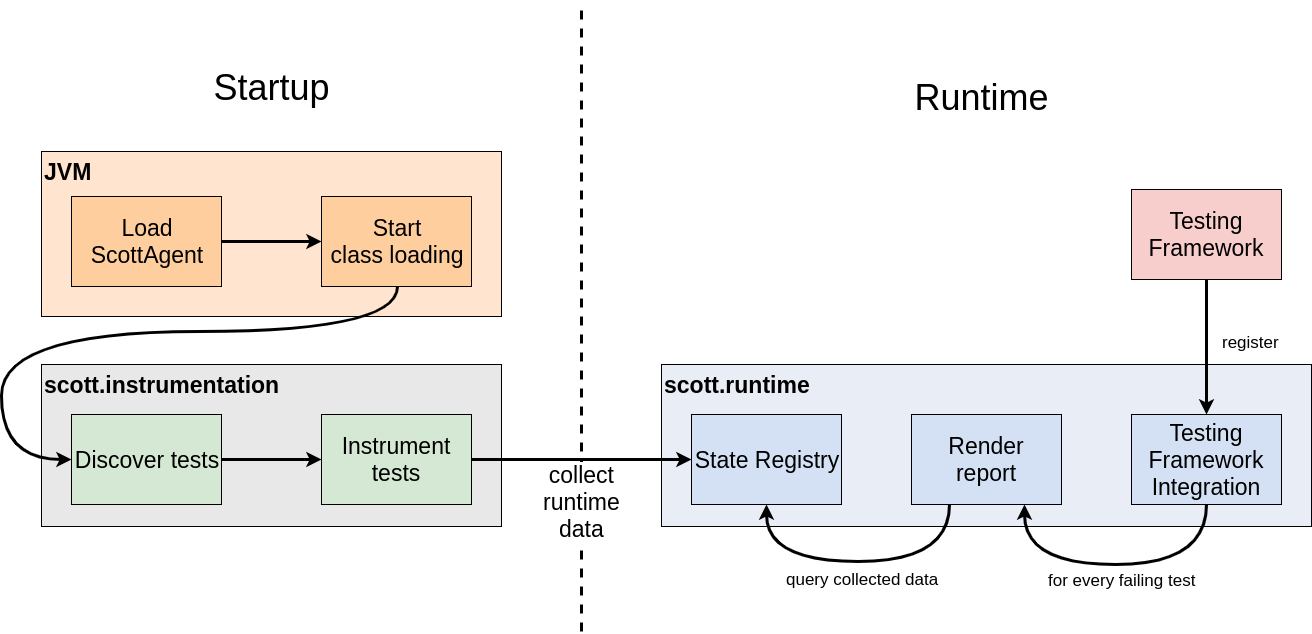 Startup
Runtime
JVM
Load
ScottAgent
Start
class loading
Testing
Framework
register
scott.instrumentation
Discover tests
Instrument
tests
collect
runtime
data
scott.runtime
State Registry
Render
report
Testing
Framework
Integration
query collected data
for every failing test